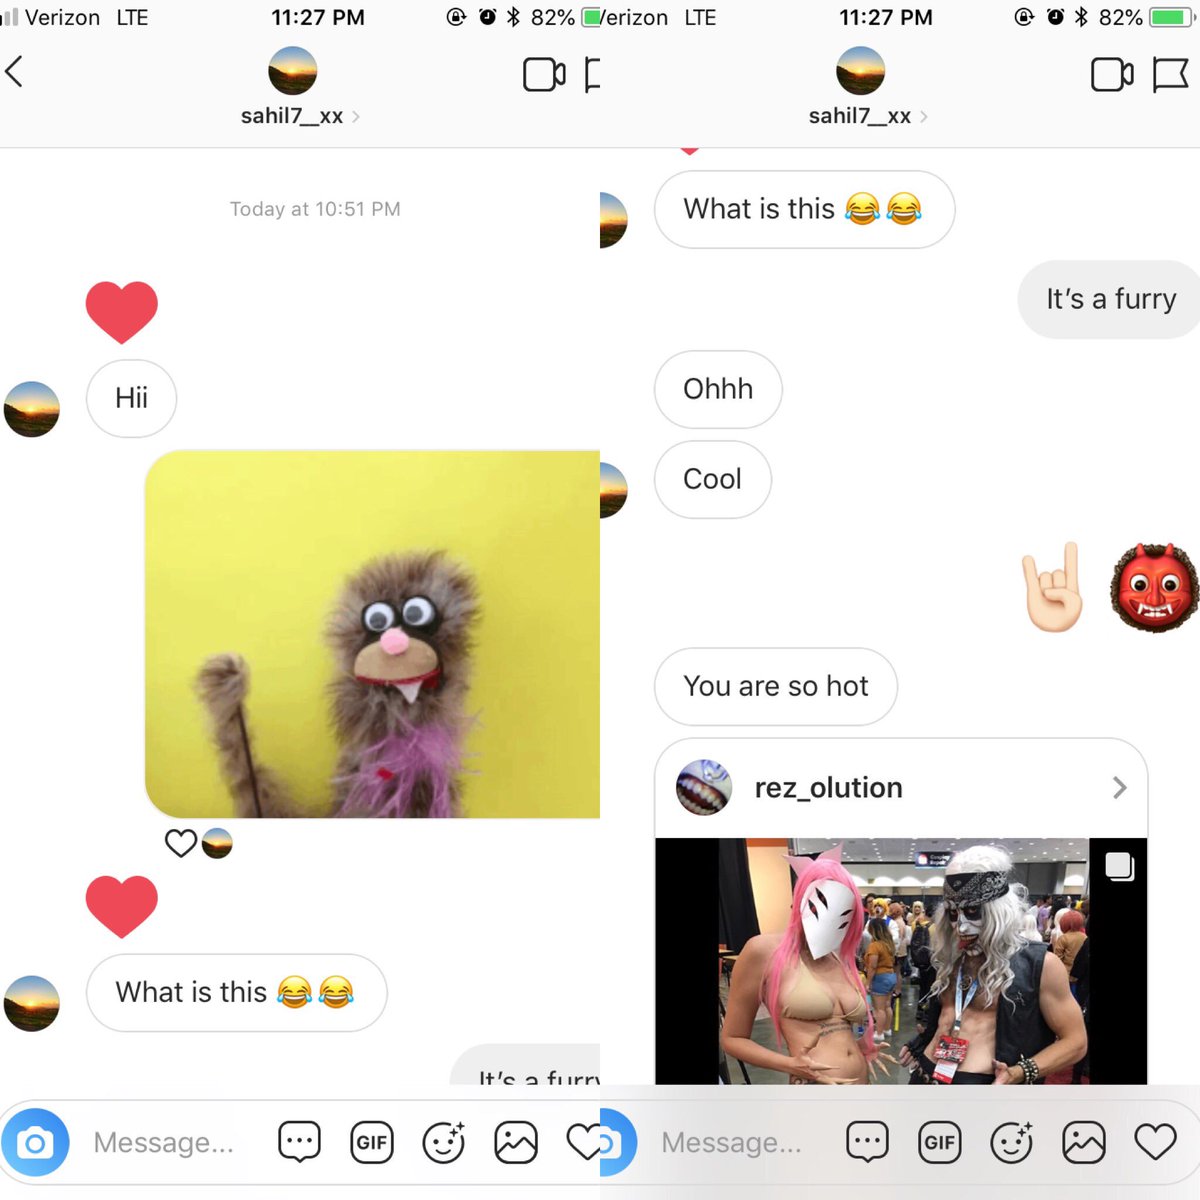 Verizon LTE
11:27 PM
82%
sahil7__xx
Today at 10:51 PM
Hii
What is this 😂😂
It's a furry
Message...
GIF
Verizon LTE
11:27 PM
82%
sahil7__xx
What is this 😂😂
It's a furry
Ohhh
Cool
You are so hot
rez_olution
Message...
GIF